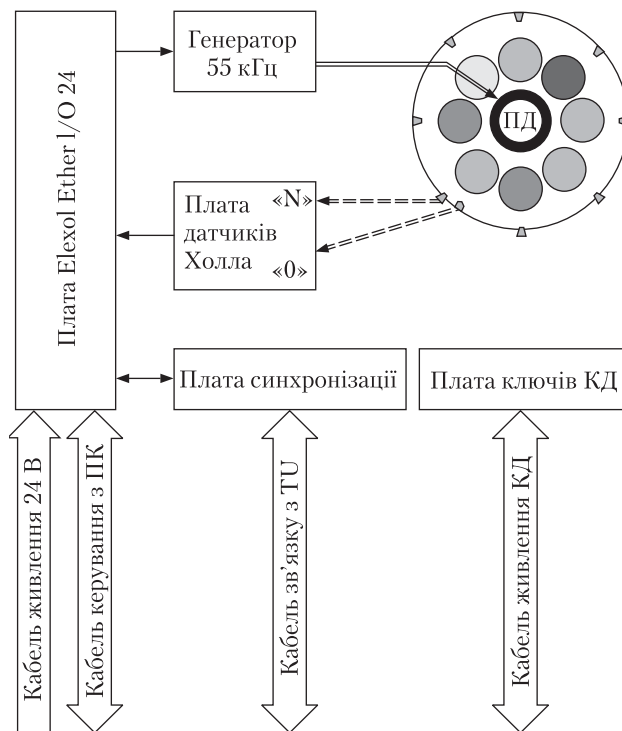 Плата Elexol Ether l/O 24
Генератор
55 кГц
ПД
Плата
датчиків
Холла
«N»
«0»
Плата синхронізації
Плата ключів КД
Кабель живлення 24 В
Кабель керування з ПК
Кабель зв’язку з TU
Кабель живлення КД